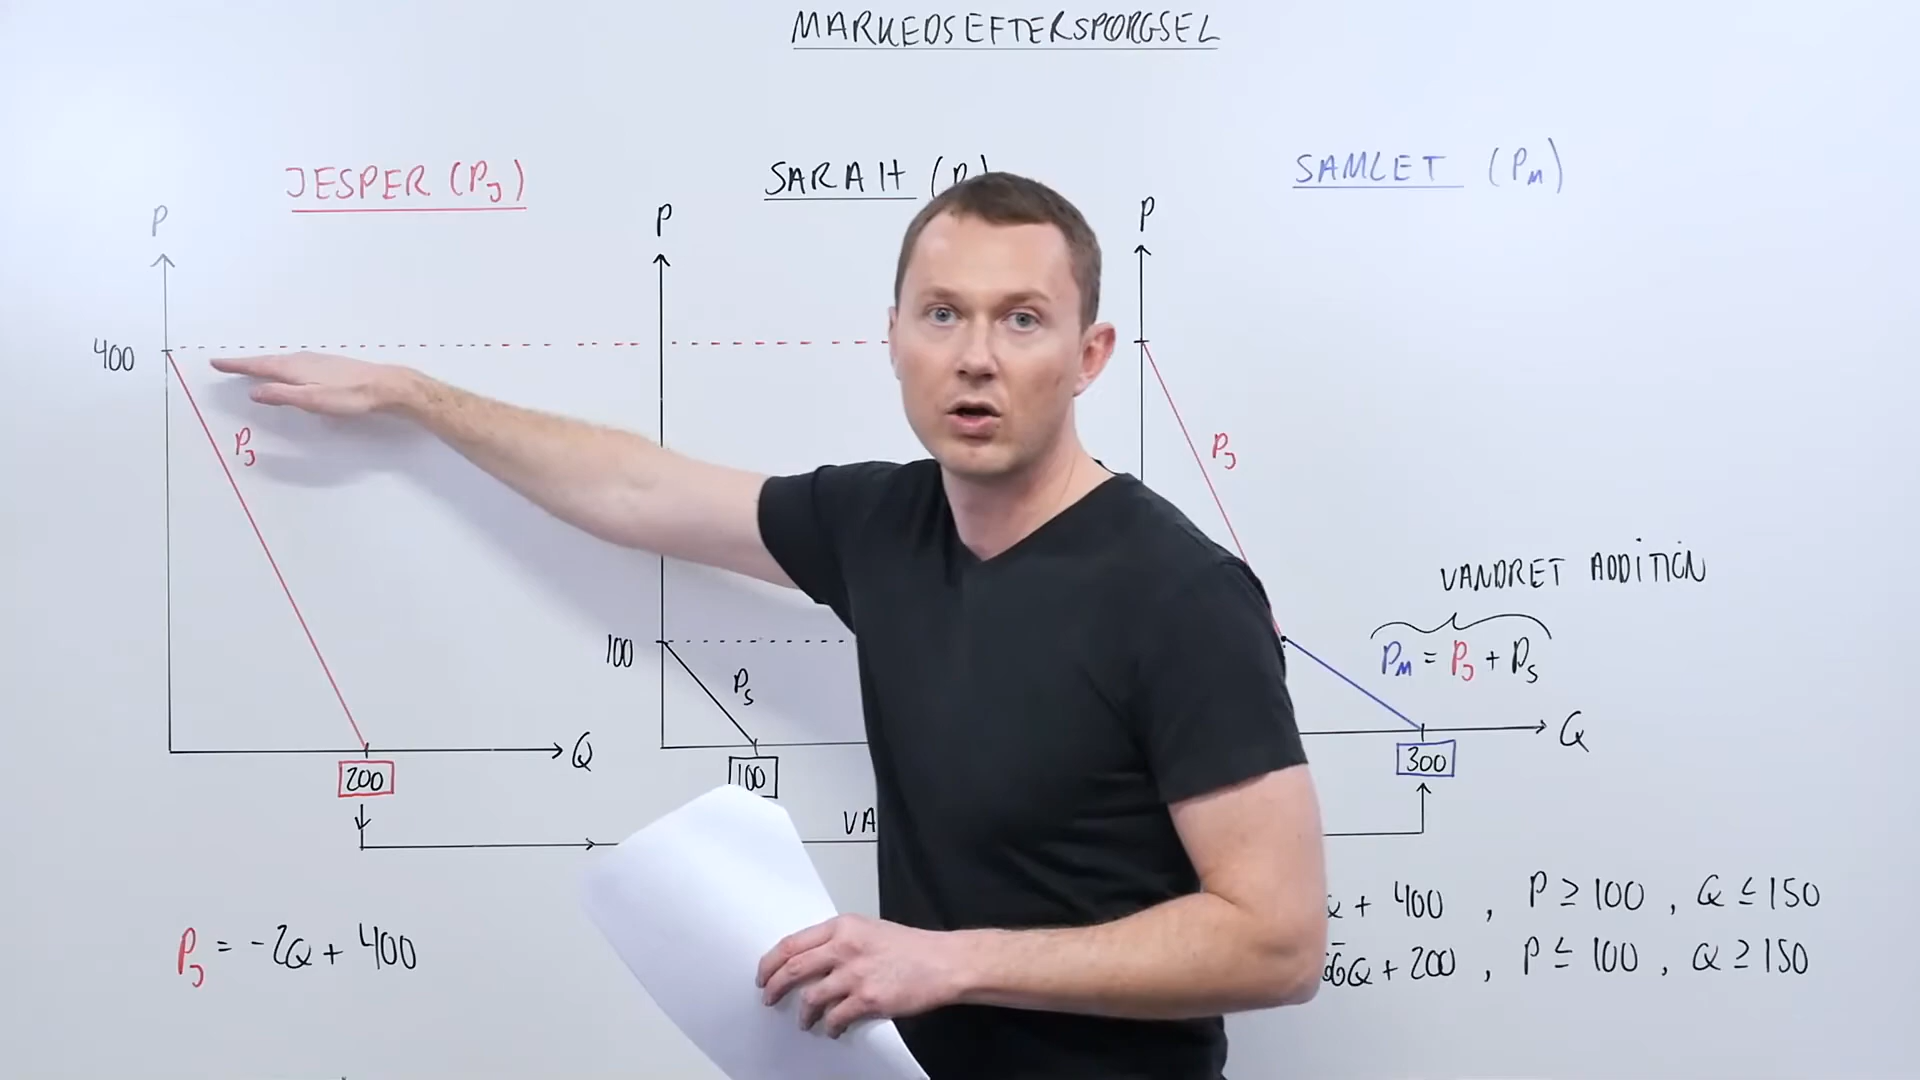 MARKEDSEFTERSPØRGSEL
JESPER (PJ)
SARAH (P
SAMLET (PM)
P
P
P
400
PJ
PJ
100
PS
VANDRET ADDITION
PM = PJ + PS
Q
Q
200
100
300
VA
PJ = -2Q + 400
Q + 400 , P ≥ 100 , Q ≤ 150
Q + 200 , P ≤ 100 , Q ≥ 150